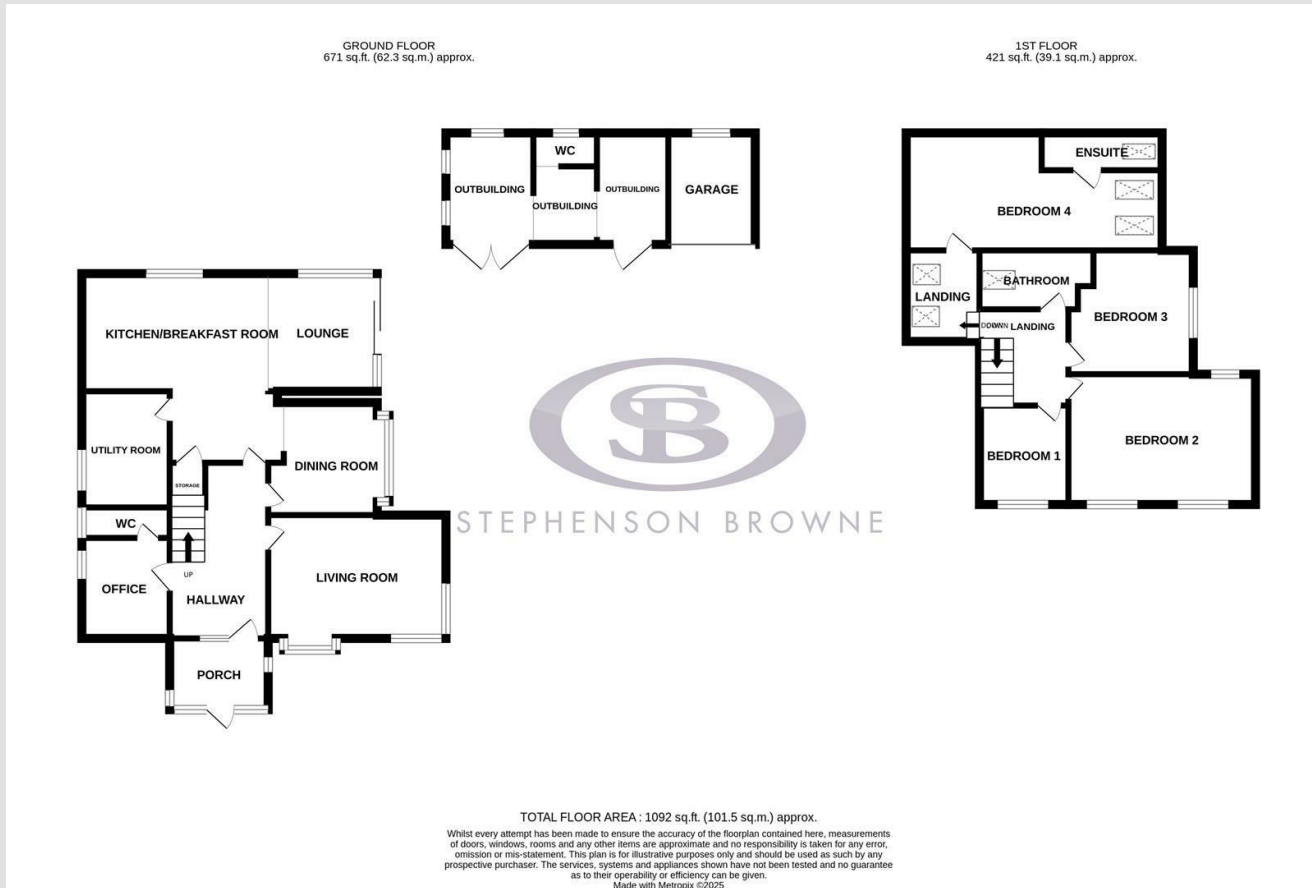 GROUND FLOOR
671 sq.ft. (62.3 sq.m.) approx.
1ST FLOOR
421 sq.ft. (39.1 sq.m.) approx.
WC
OUTBUILDING
OUTBUILDING
OUTBUILDING
GARAGE
KITCHEN/BREAKFAST ROOM
LOUNGE
UTILITY ROOM
DINING ROOM
STORAGE
WC
OFFICE
UP
HALLWAY
LIVING ROOM
PORCH
ENSUITE
BEDROOM 4
BATHROOM
LANDING
BEDROOM 3
DOWN
LANDING
BEDROOM 2
BEDROOM 1
SB
STEPHENSON BROWNE
TOTAL FLOOR AREA : 1092 sq.ft. (101.5 sq.m.) approx.
Whilst every attempt has been made to ensure the accuracy of the floorplan contained here, measurements
of doors, windows, rooms and any other items are approximate and no responsibility is taken for any error,
omission or mis-statement. This plan is for illustrative purposes only and should be used as such by any
prospective purchaser. The services, systems and appliances shown have not been tested and no guarantee
as to their operability or efficiency can be given.
Made with Metropix ©2025